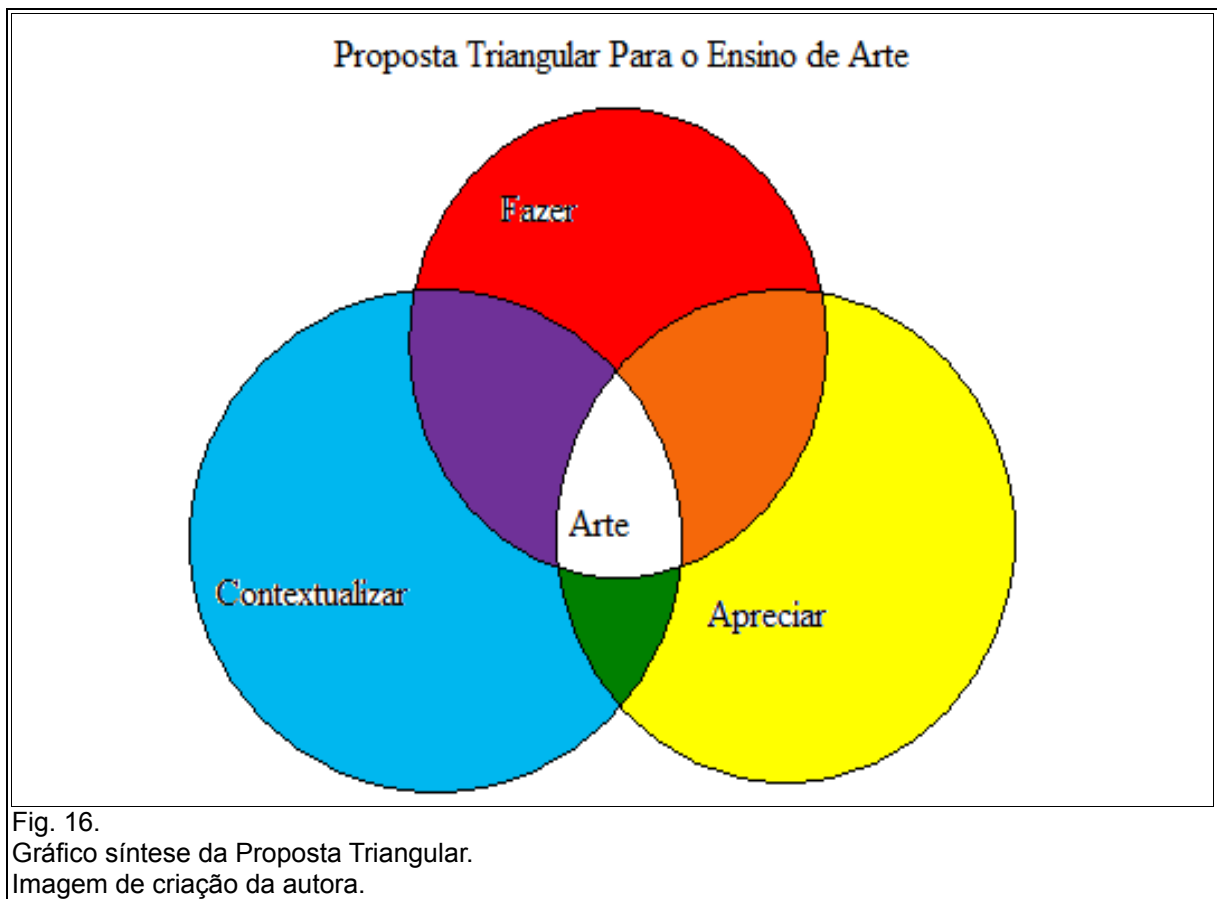 Proposta Triangular Para o Ensino de Arte
Fazer
Arte
Contextualizar
Apreciar
Fig. 16.
Gráfico síntese da Proposta Triangular.
Imagem de criação da autora.